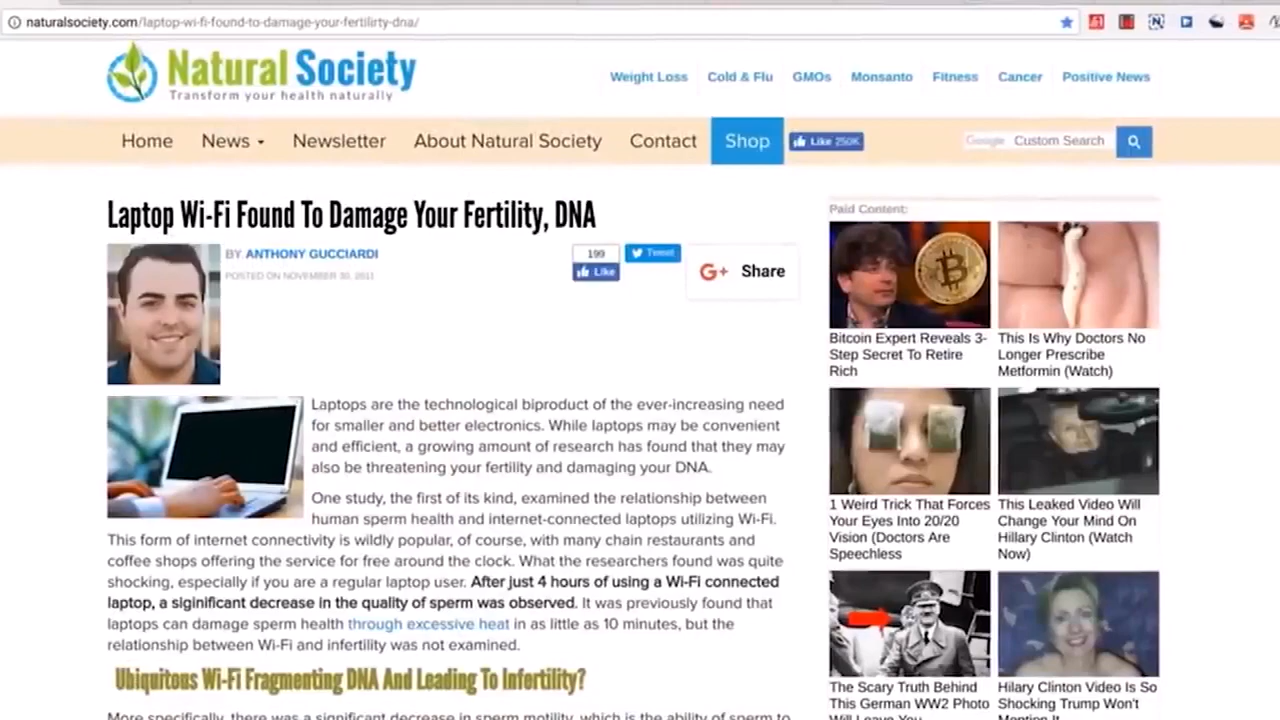 naturalsociety.com/laptop-wi-fi-found-to-damage-your-fertilirty-dna/
Natural Society
Transform your health naturally
Weight Loss Cold & Flu GMOs Monsanto Fitness Cancer Positive News
Home News Newsletter About Natural Society Contact Shop Like 250K Google Custom Search
Laptop Wi-Fi Found To Damage Your Fertility, DNA
BY ANTHONY GUCCIARDI
POSTED ON NOVEMBER 30, 2011
199
Like
Tweet
G+ Share
Laptops are the technological biproduct of the ever-increasing need
for smaller and better electronics. While laptops may be convenient
and efficient, a growing amount of research has found that they may
also be threatening your fertility and damaging your DNA.
One study, the first of its kind, examined the relationship between
human sperm health and internet-connected laptops utilizing Wi-Fi.
This form of internet connectivity is wildly popular, of course, with many chain restaurants and
coffee shops offering the service for free around the clock. What the researchers found was quite
shocking, especially if you are a regular laptop user. After just 4 hours of using a Wi-Fi connected
laptop, a siginificant decrease in the quality of sperm was observed. It was previously found that
laptops can damage sperm health through excessive heat in as little as 10 minutes, but the
relationship between Wi-Fi and infertility was not examined.
Ubiquitous Wi-Fi Fragmenting DNA And Leading To Infertility?
More specifically, there was a significant decrease in sperm motility, which is the ability of sperm to
Paid Content:
Bitcoin Expert Reveals 3-
Step Secret To Retire
Rich
This Is Why Doctors No
Longer Prescribe
Metformin (Watch)
1 Weird Trick That Forces
Your Eyes Into 20/20
Vision (Doctors Are
Speechless
This Leaked Video Will
Change Your Mind On
Hillary Clinton (Watch
Now)
The Scary Truth Behind
This German WW2 Photo
Will Leave You
Hilary Clinton Video Is So
Shocking Trump Won't
Mention It